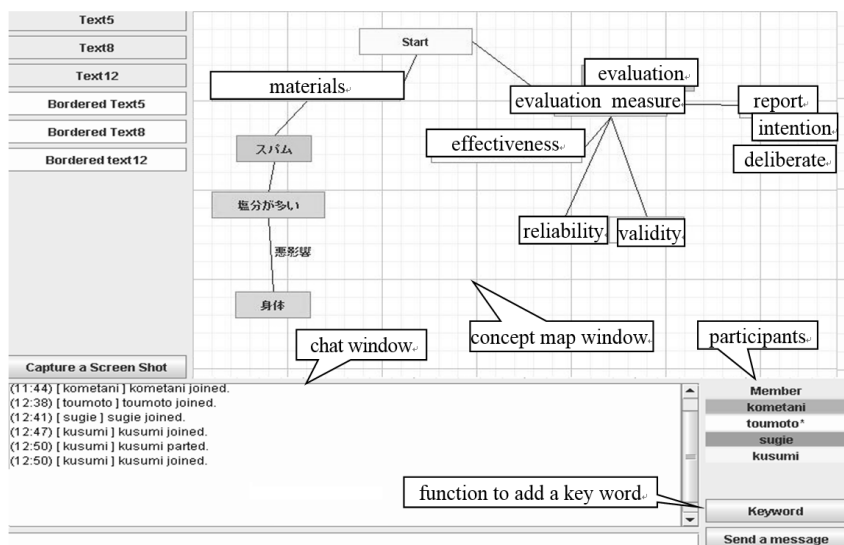 Text5
Text8
Text12
Bordered Text5
Bordered Text8
Bordered text12
Capture a Screen Shot
Start
materials
スパム
塩分が多い
悪影響
身体
evaluation
evaluation measure
effectiveness
reliability
validity
report
intention
deliberate
concept map window
chat window
participants
(11:44) [ kometani ] kometani joined.
(12:38) [ toumoto ] toumoto joined.
(12:41) [ sugie ] sugie joined.
(12:47) [ kusumi ] kusumi joined.
(12:50) [ kusumi ] kusumi parted.
(12:50) [ kusumi ] kusumi joined.
Member
kometani
toumoto*
sugie
kusumi
function to add a key word
Keyword
Send a message